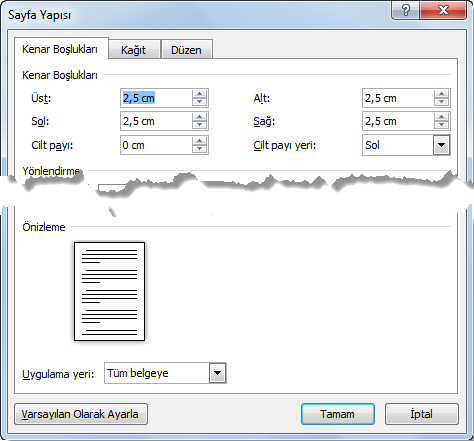 Sayfa Yapısı
Kenar Boşlukları Kağıt Düzen
Kenar Boşlukları
Üst: 2,5 cm Alt: 2,5 cm
Sol: 2,5 cm Sağ: 2,5 cm
Cilt payı: 0 cm Cilt payı yeri: Sol
Yönlendirme
Önizleme
Uygulama yeri: Tüm belgeye
Varsayılan Olarak Ayarla Tamam İptal